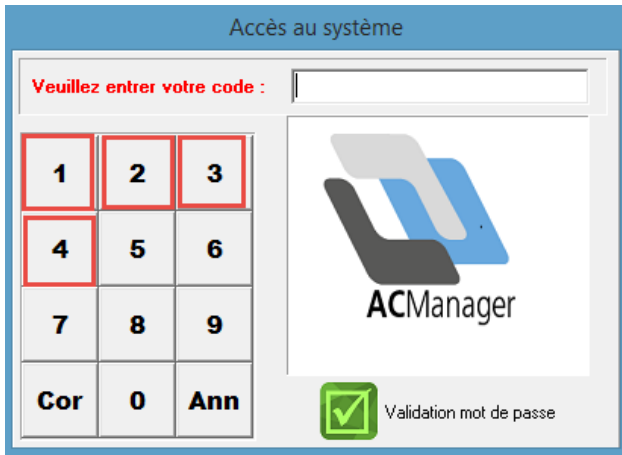 Accès au système
Veuillez entrer votre code :
1 2 3
4 5 6
7 8 9
Cor 0 Ann
ACManager
Validation mot de passe